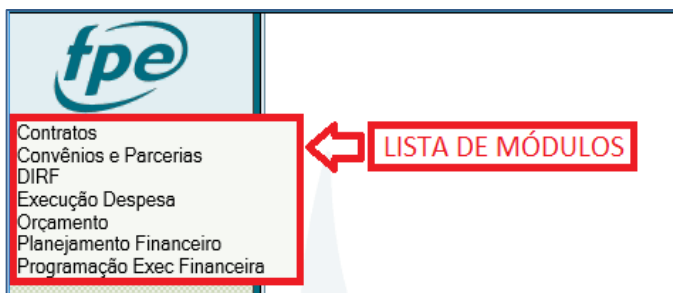 fpe
Contratos
Convênios e Parcerias
DIRF
Execução Despesa
Orçamento
Planejamento Financeiro
Programação Exec Financeira
LISTA DE MÓDULOS